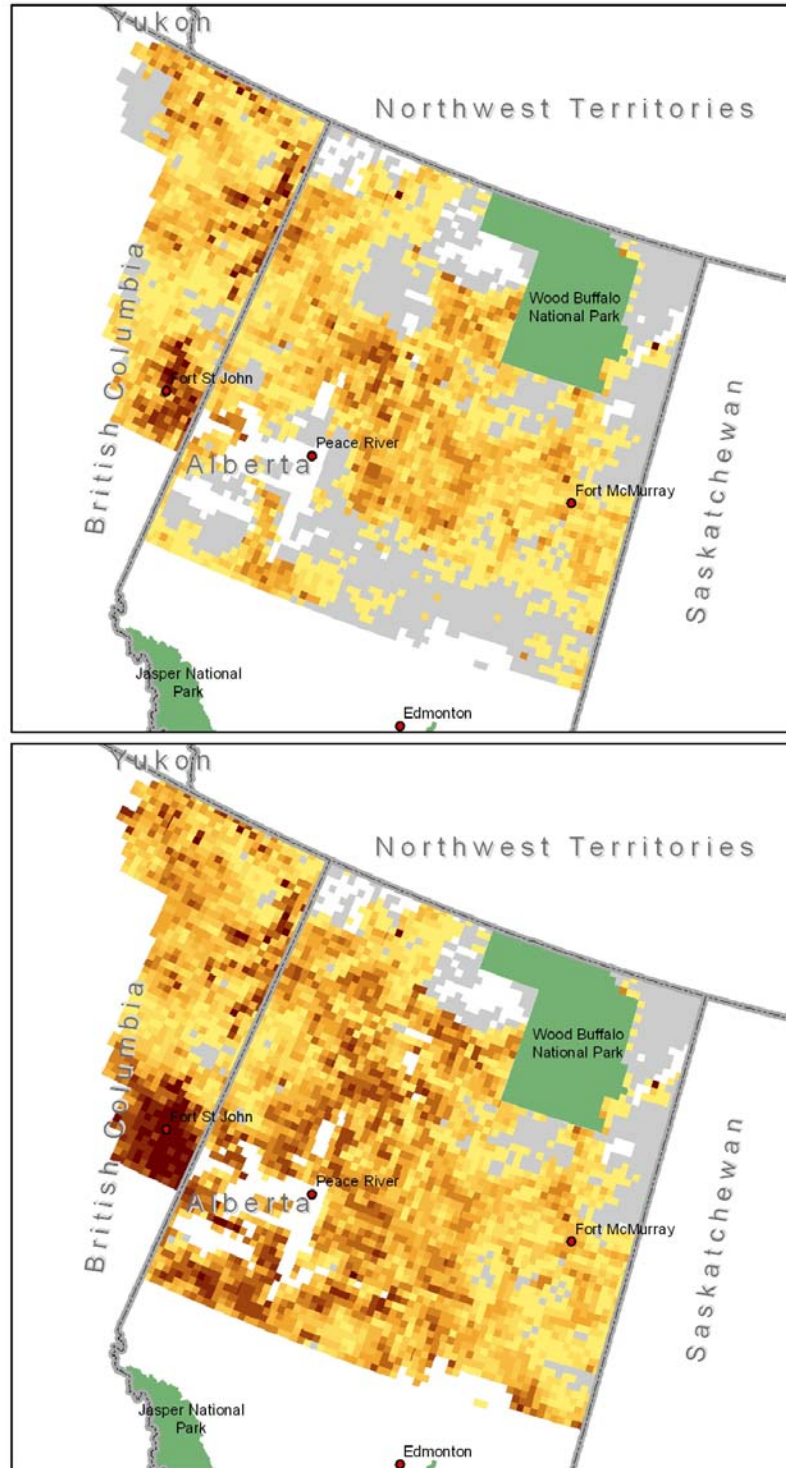 Yukon
Northwest Territories
Wood Buffalo
National Park
British Columbia
Fort St John
Peace River
Alberta
Fort McMurray
Saskatchewan
Jasper National
Park
Edmonton
Yukon
Northwest Territories
Wood Buffalo
National Park
British Columbia
Fort St John
Peace River
Alberta
Fort McMurray
Saskatchewan
Jasper National
Park
Edmonton